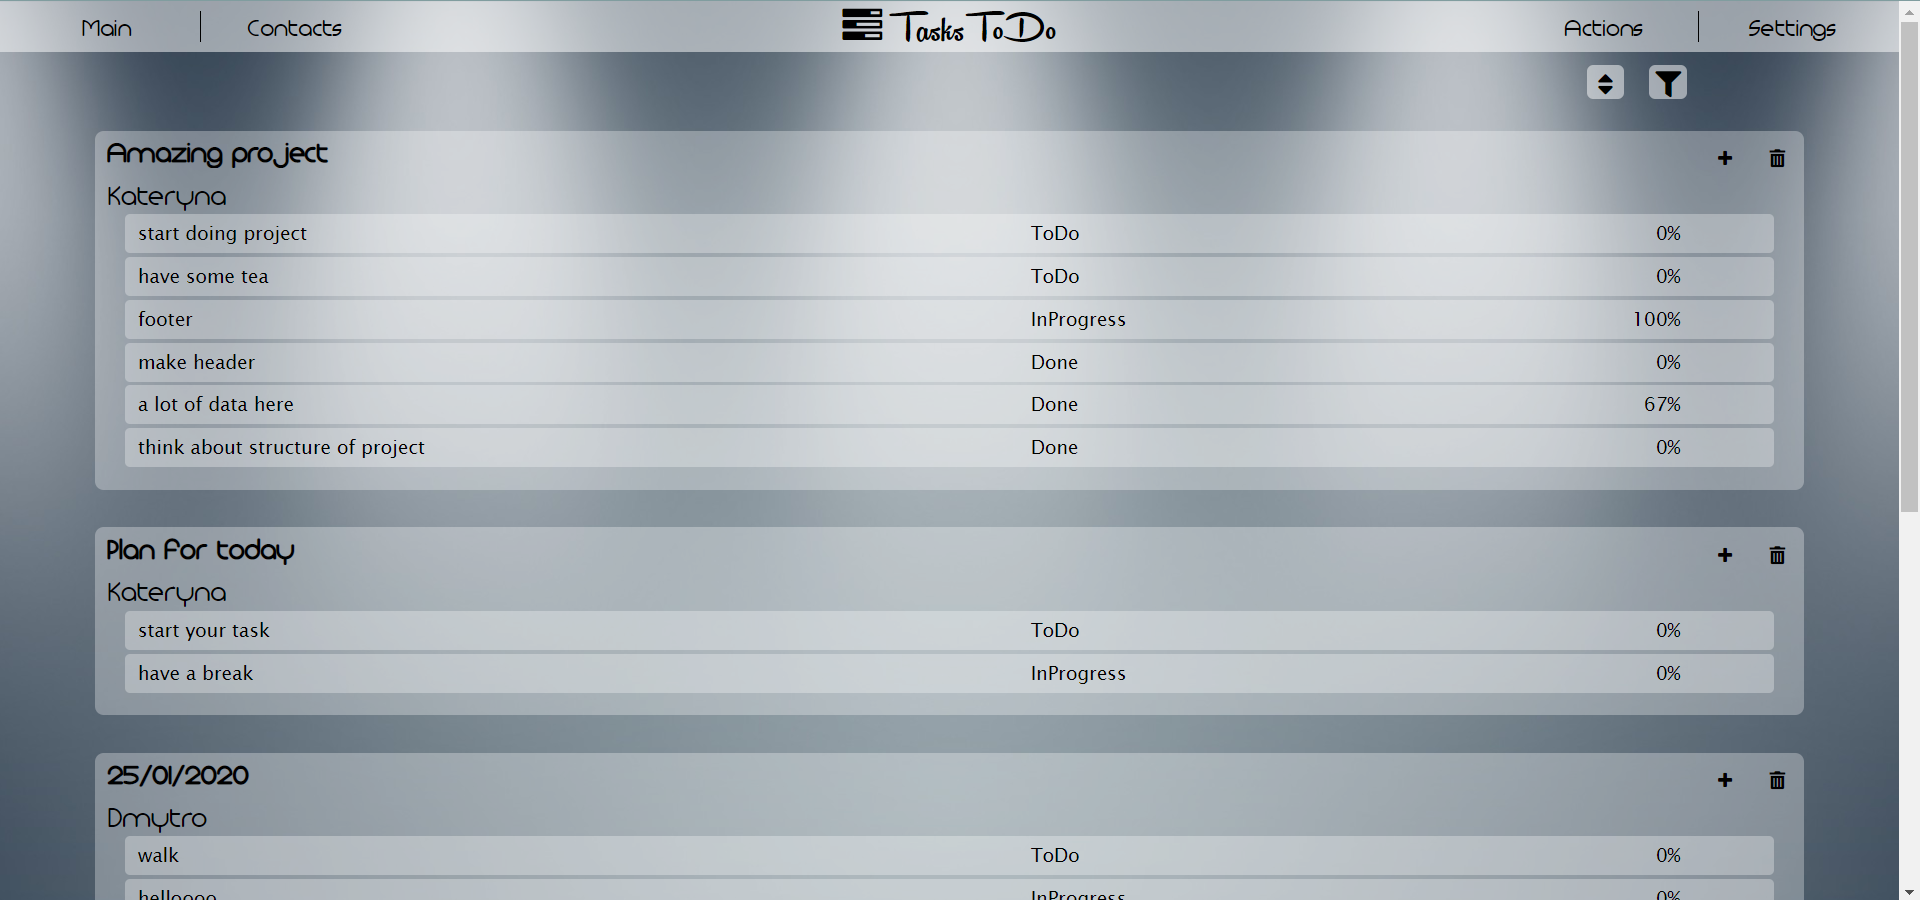 Main Contacts Tasks ToDo Actions Settings
Amazing project
Kateryna
start doing project ToDo 0%
have some tea ToDo 0%
footer InProgress 100%
make header Done 0%
a lot of data here Done 67%
think about structure of project Done 0%
Plan for today
Kateryna
start your task ToDo 0%
have a break InProgress 0%
25/01/2020
Dmytro
walk ToDo 0%
helloooo InProgress 0%